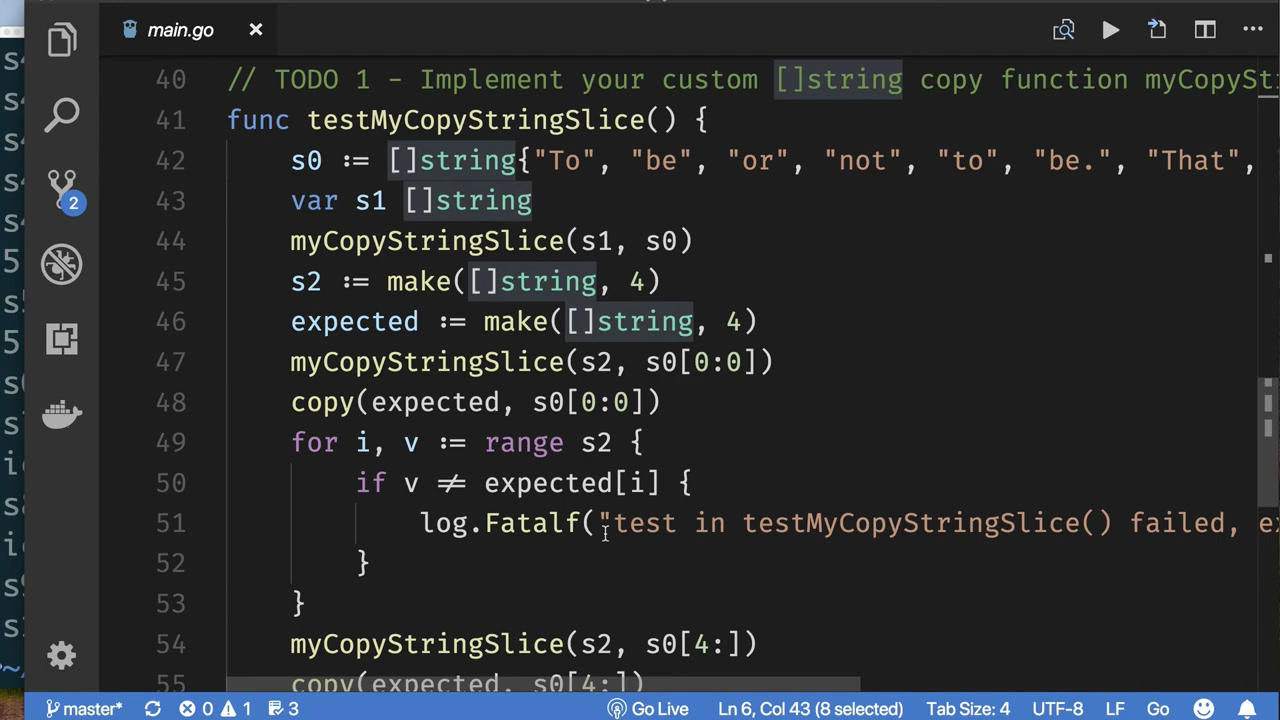 main.go
40 // TODO 1 - Implement your custom []string copy function myCopySt
41 func testMyCopyStringSlice() {
42 s0 := []string{"To", "be", "or", "not", "to", "be.", "That",
43 var s1 []string
44 myCopyStringSlice(s1, s0)
45 s2 := make([]string, 4)
46 expected := make([]string, 4)
47 myCopyStringSlice(s2, s0[0:0])
48 copy(expected, s0[0:0])
49 for i, v := range s2 {
50 if v ≠ expected[i] {
51 log.Fatalf("test in testMyCopyStringSlice() failed, e
52 }
53 }
54 myCopyStringSlice(s2, s0[4:])
55 copy(expected, s0[4:])
2
master* 0 1 3 Go Live Ln 6, Col 43 (8 selected) Tab Size: 4 UTF-8 LF Go